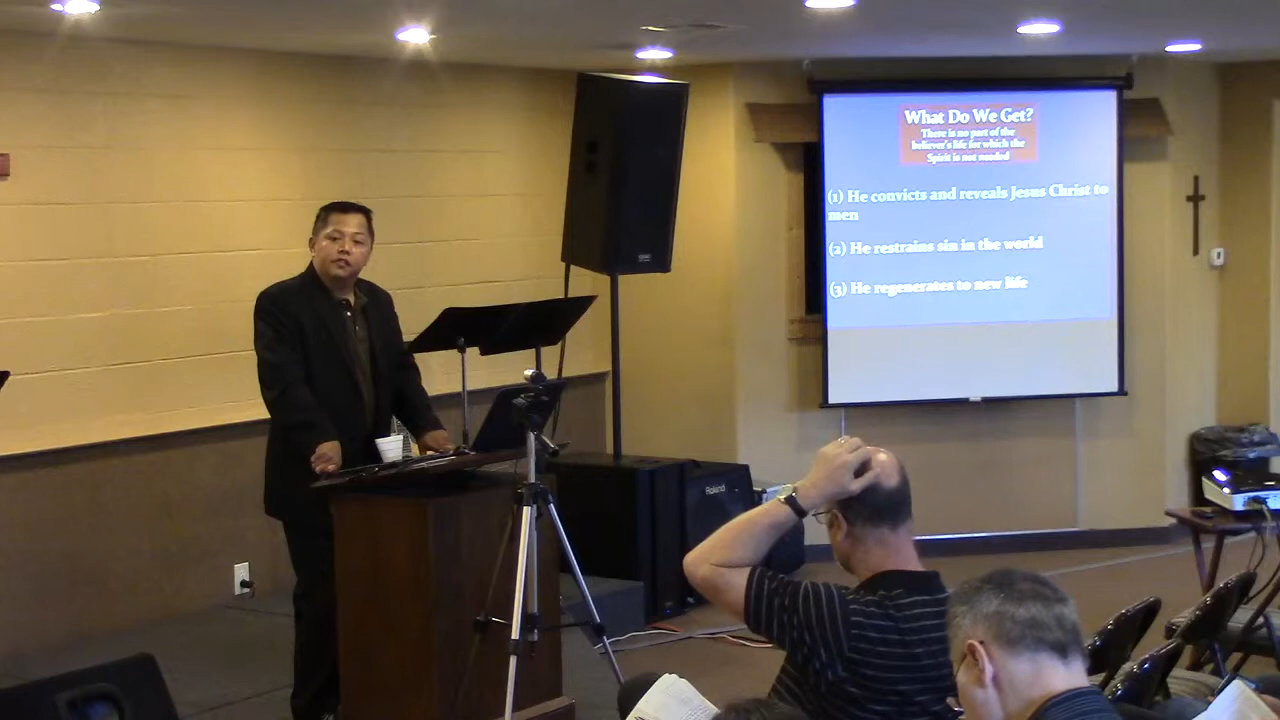 What Do We Get?
There is no part of the
believer's life for which the
Spirit is not needed
(1) He convicts and reveals Jesus Christ to
men
(2) He restrains sin in the world
(3) He regenerates to new life
Roland